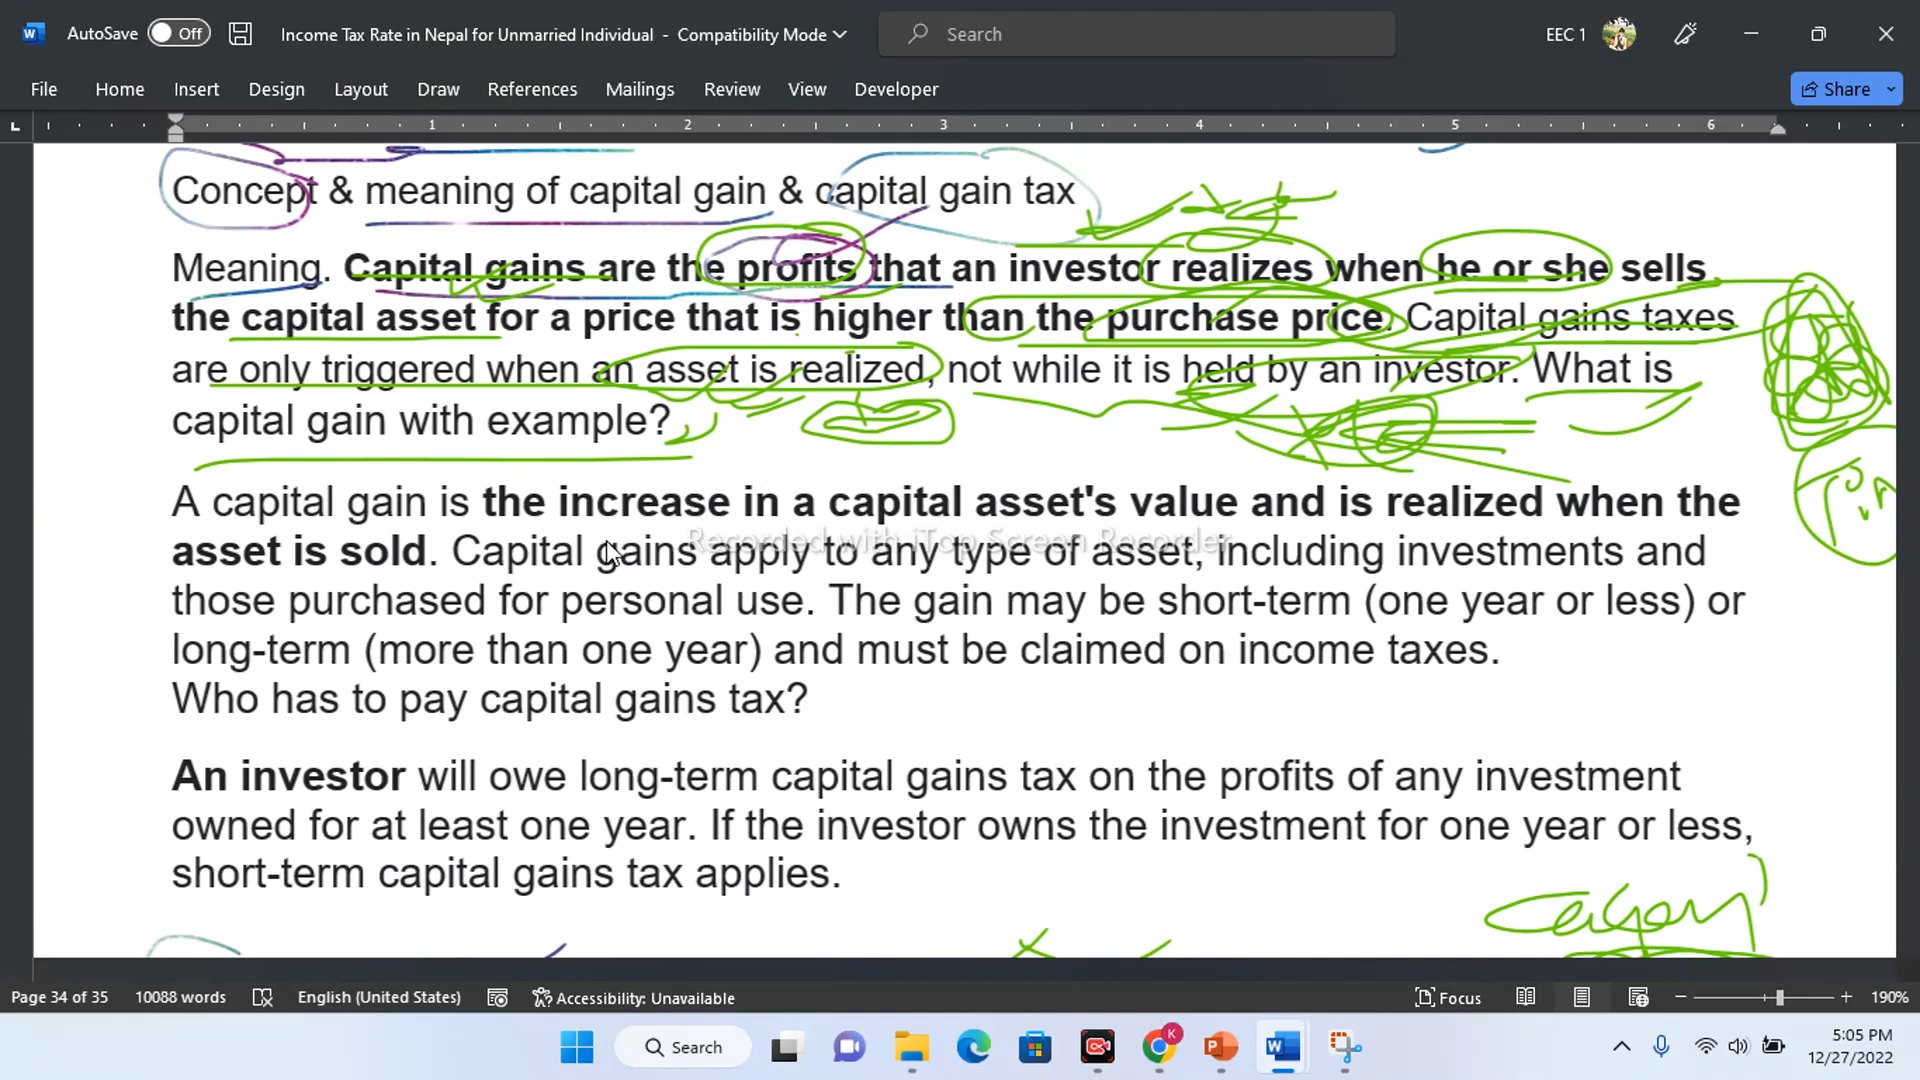 AutoSave Off Income Tax Rate in Nepal for Unmarried Individual - Compatibility Mode Search EEC 1
File Home Insert Design Layout Draw References Mailings Review View Developer Share
L 1 2 3 4 5 6
Concept & meaning of capital gain & capital gain tax
Meaning. Capital gains are the profits that an investor realizes when he or she sells
the capital asset for a price that is higher than the purchase price. Capital gains taxes
are only triggered when an asset is realized, not while it is held by an investor. What is
capital gain with example?
A capital gain is the increase in a capital asset's value and is realized when the
asset is sold. Capital gains apply to any type of asset, including investments and
Recorded with iTop Screen Recorder
those purchased for personal use. The gain may be short-term (one year or less) or
long-term (more than one year) and must be claimed on income taxes.
Who has to pay capital gains tax?
An investor will owe long-term capital gains tax on the profits of any investment
owned for at least one year. If the investor owns the investment for one year or less,
short-term capital gains tax applies.
Page 34 of 35 10088 words English (United States) Accessibility: Unavailable Focus 190%
Search K 5:05 PM
12/27/2022